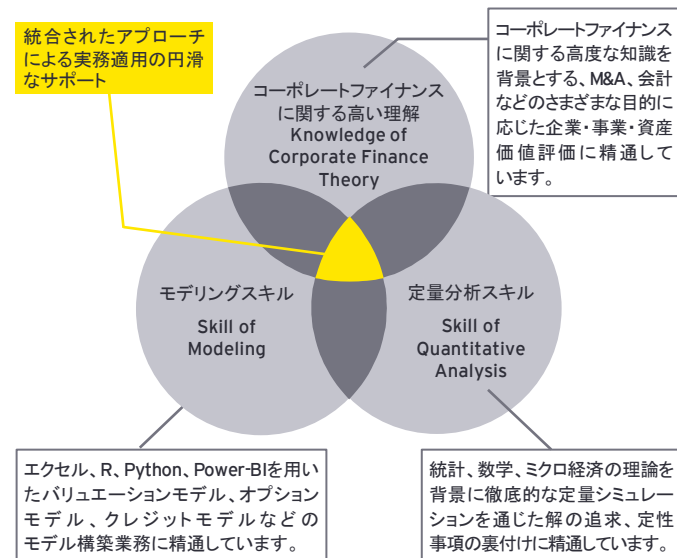 統合されたアプローチ
による実務適用の円滑
なサポート
コーポレートファイナンス
に関する高度な知識を
背景とする、M&A、会計
などのさまざまな目的に
応じた企業・事業・資産
価値評価に精通して
います。
コーポレートファイナンス
に関する高い理解
Knowledge of
Corporate Finance
Theory
モデリングスキル
Skill of
Modeling
定量分析スキル
Skill of
Quantitative
Analysis
エクセル、R、Python、Power-BIを用い
たバリュエーションモデル、オプション
モデル、クレジットモデルなどの
モデル構築業務に精通しています。
統計、数学、ミクロ経済の理論を
背景に徹底的な定量シミュレー
ションを通じた解の追求、定性
事項の裏付けに精通しています。